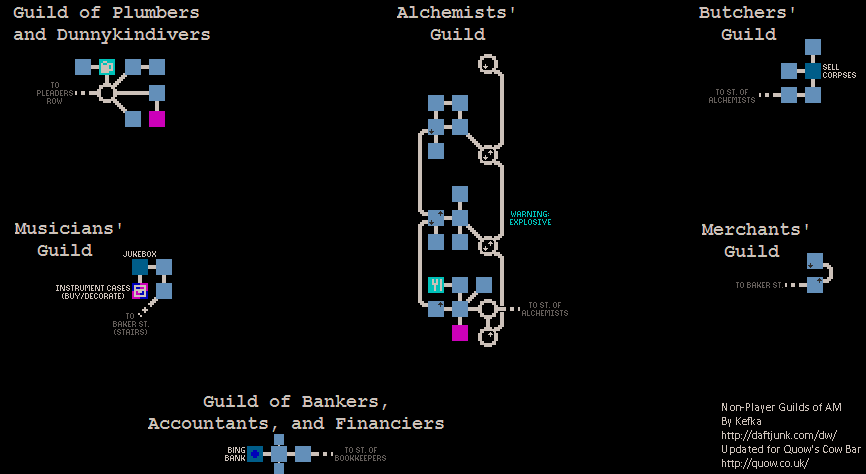 Guild of Plumbers
and Dunnykindivers
TO
PLEADERS
ROW
Alchemists'
Guild
WARNING:
EXPLOSIVE
TO ST. OF
ALCHEMISTS
Butchers'
Guild
SELL
CORPSES
TO ST. OF
ALCHEMISTS
Musicians'
Guild
JUKEBOX
INSTRUMENT CASES
(BUY/DECORATE)
TO
BAKER ST.
(STAIRS)
Merchants'
Guild
TO BAKER ST.
Guild of Bankers,
Accountants, and Financiers
BING
BANK
TO ST. OF
BOOKKEEPERS
Non-Player Guilds of AM
By Kefka
http://daftjunk.com/dw/
Updated for Quow's Cow Bar
http://quow.co.uk/